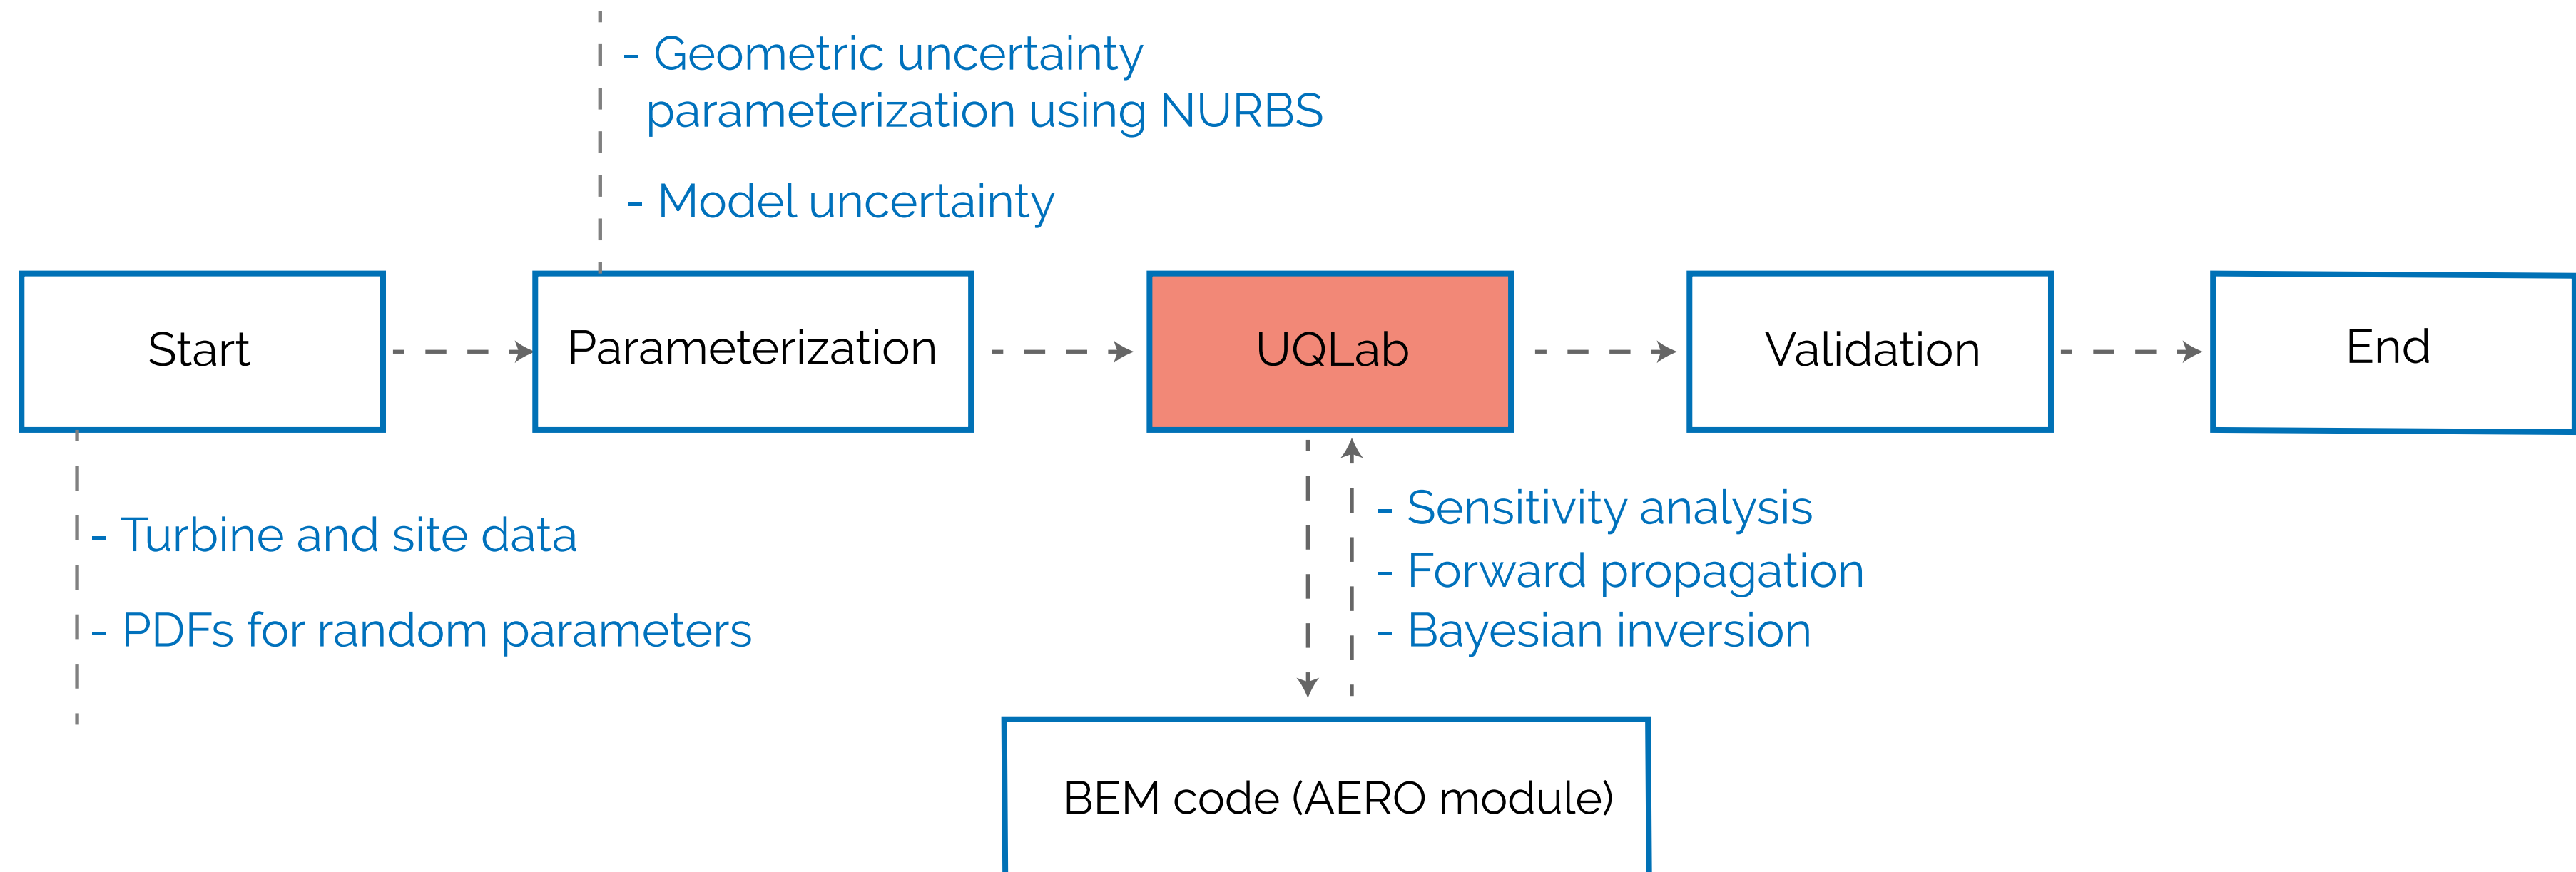 - Geometric uncertainty
parameterization using NURBS
- Model uncertainty
Start
Parameterization
UQLab
Validation
End
- Turbine and site data
- PDFs for random parameters
- Sensitivity analysis
- Forward propagation
- Bayesian inversion
BEM code (AERO module)